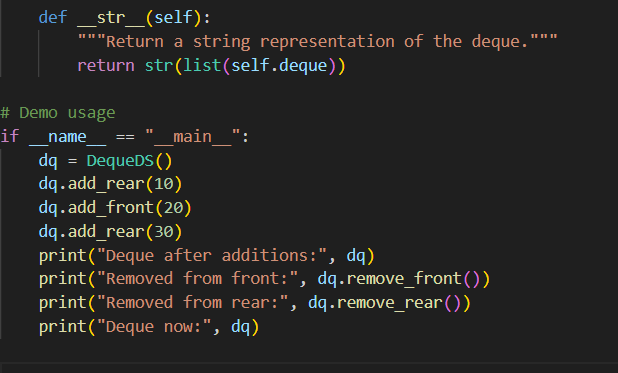 def __str__(self):
"""Return a string representation of the deque."""
return str(list(self.deque))
# Demo usage
if __name__ == "__main__":
dq = DequeDS()
dq.add_rear(10)
dq.add_front(20)
dq.add_rear(30)
print("Deque after additions:", dq)
print("Removed from front:", dq.remove_front())
print("Removed from rear:", dq.remove_rear())
print("Deque now:", dq)